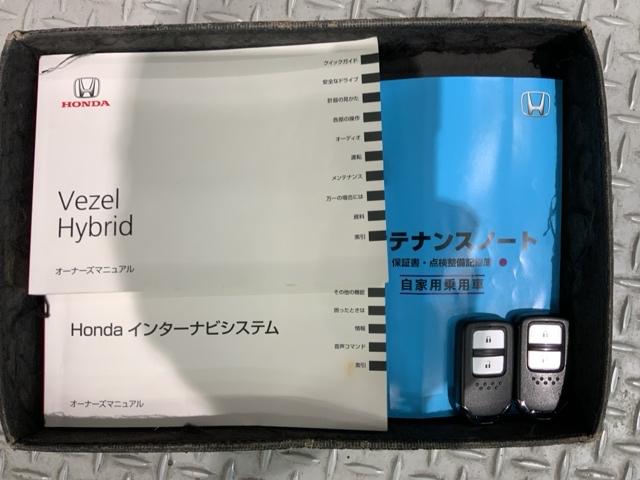 HONDA
Vezel
Hybrid
オーナーズマニュアル
クイックガイド
安全なドライブ
計器の見かた
各部の操作
オーディオ
運転
メンテナンス
万一の場合には
資料
索引
Honda インターナビシステム
オーナーズマニュアル
その他の機能
困ったときは
情報
音声コマンド
索引
テナンスノート
保証書・点検整備記録簿
自家用乗用車